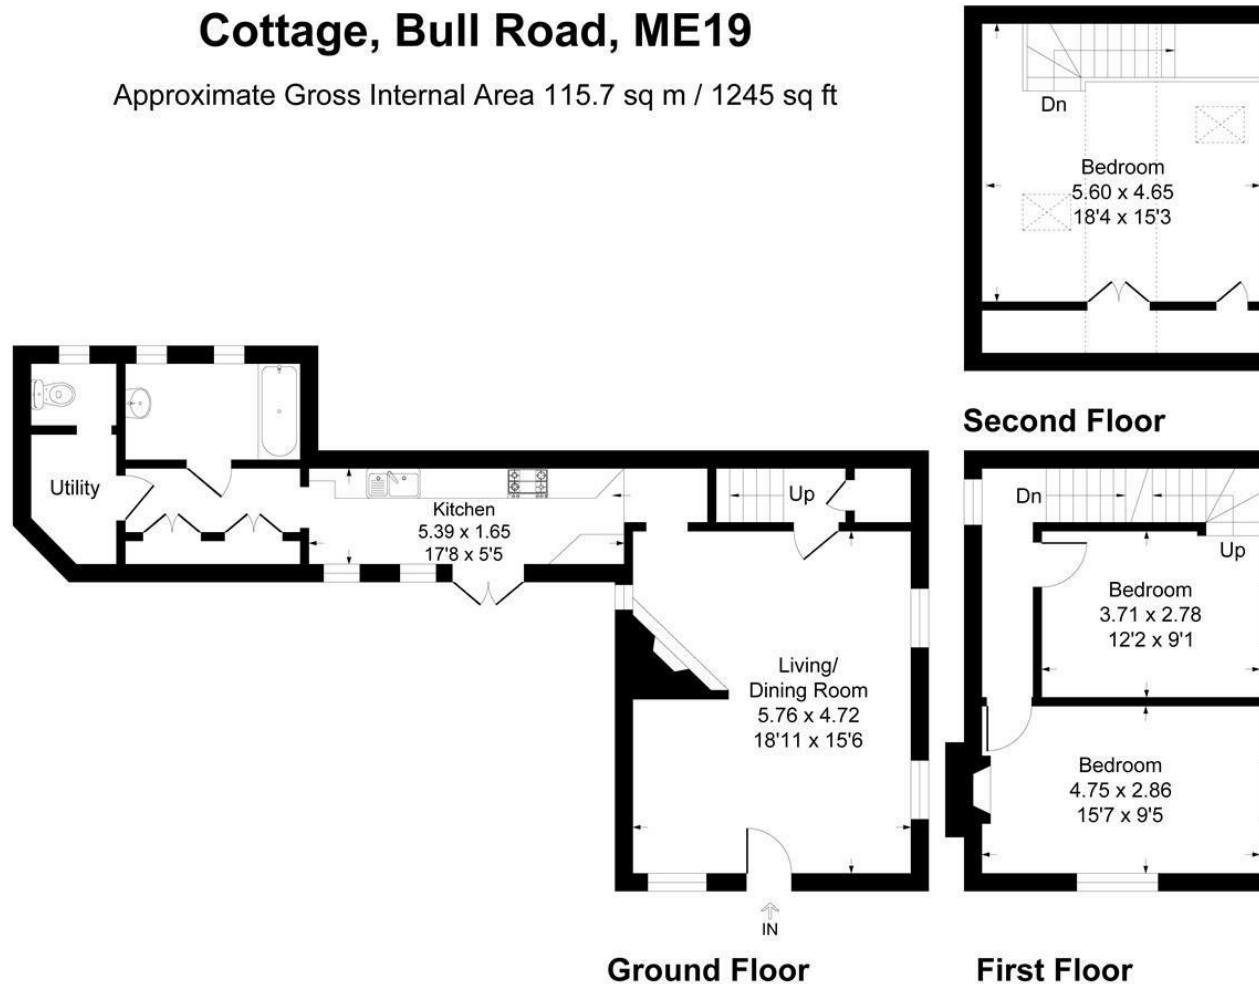 Cottage, Bull Road, ME19
Approximate Gross Internal Area 115.7 sq m / 1245 sq ft
Dn
Bedroom
5.60 x 4.65
18'4 x 15'3
Second Floor
Utility
Kitchen
5.39 x 1.65
17'8 x 5'5
Up
Living/
Dining Room
5.76 x 4.72
18'11 x 15'6
IN
Ground Floor
Dn
Up
Bedroom
3.71 x 2.78
12'2 x 9'1
Bedroom
4.75 x 2.86
15'7 x 9'5
First Floor